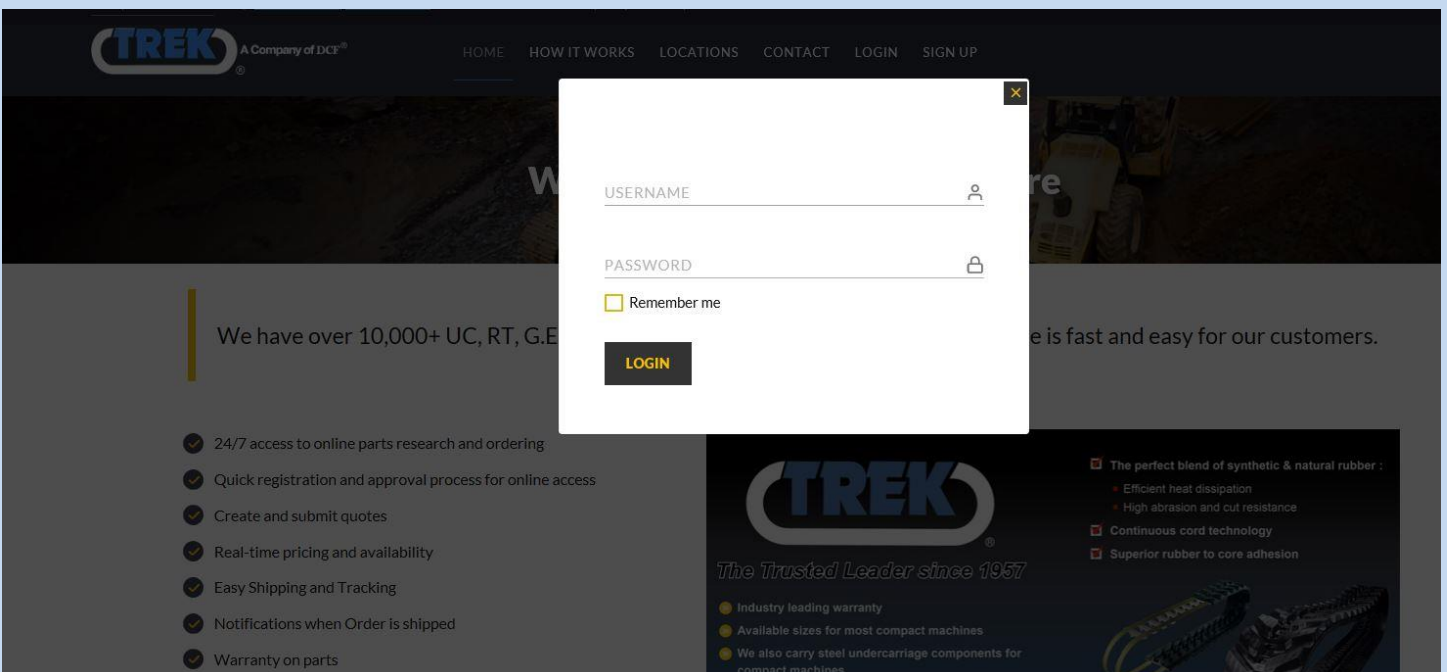 TREK
®
A Company of DCF®
HOME HOW IT WORKS LOCATIONS CONTACT LOGIN SIGN UP
×
W
re
USERNAME
PASSWORD
Remember me
LOGIN
We have over 10,000+ UC, RT, G.E
e is fast and easy for our customers.
24/7 access to online parts research and ordering
Quick registration and approval process for online access
Create and submit quotes
Real-time pricing and availability
Easy Shipping and Tracking
Notifications when Order is shipped
Warranty on parts
TREK
®
The Trusted Leader since 1957
Industry leading warranty
Available sizes for most compact machines
We also carry steel undercarriage components for
compact machines
The perfect blend of synthetic & natural rubber :
Efficient heat dissipation
High abrasion and cut resistance
Continuous cord technology
Superior rubber to core adhesion